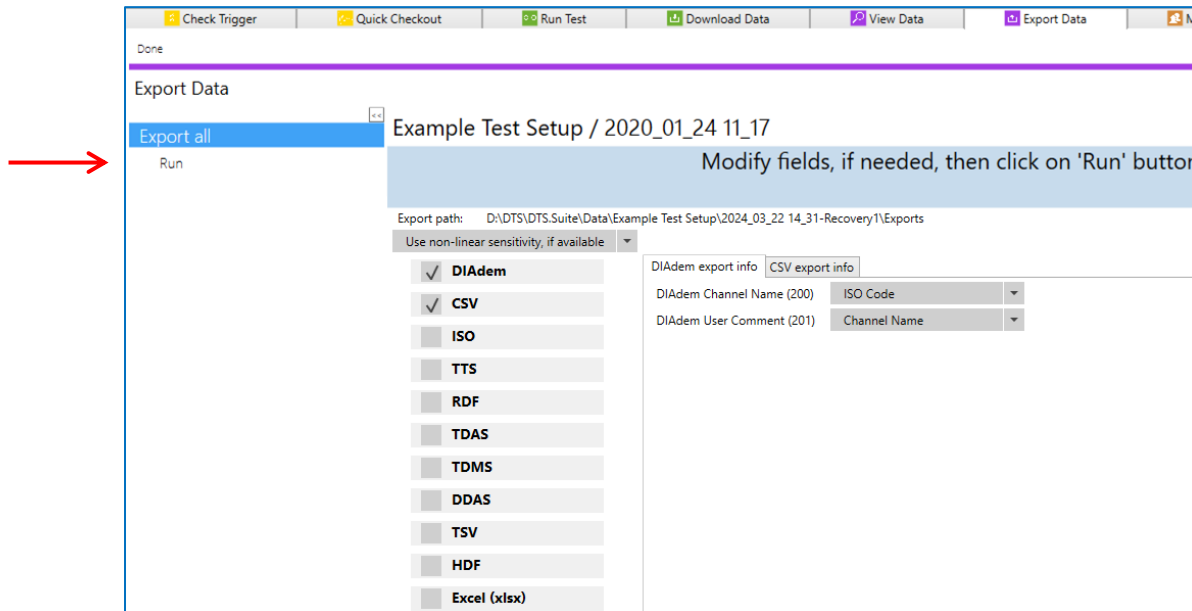 Check Trigger
Quick Checkout
Run Test
Download Data
View Data
Export Data
M
Done
Export Data
<<
Export all
Run
Example Test Setup / 2020_01_24 11_17
Modify fields, if needed, then click on 'Run' button
Export path: D:\DTS\DTS.Suite\Data\Example Test Setup\2024_03_22 14_31-Recovery1\Exports
Use non-linear sensitivity, if available
DIAdem
CSV
ISO
TTS
RDF
TDAS
TDMS
DDAS
TSV
HDF
Excel (xlsx)
DIAdem export info
CSV export info
DIAdem Channel Name (200) ISO Code
DIAdem User Comment (201) Channel Name